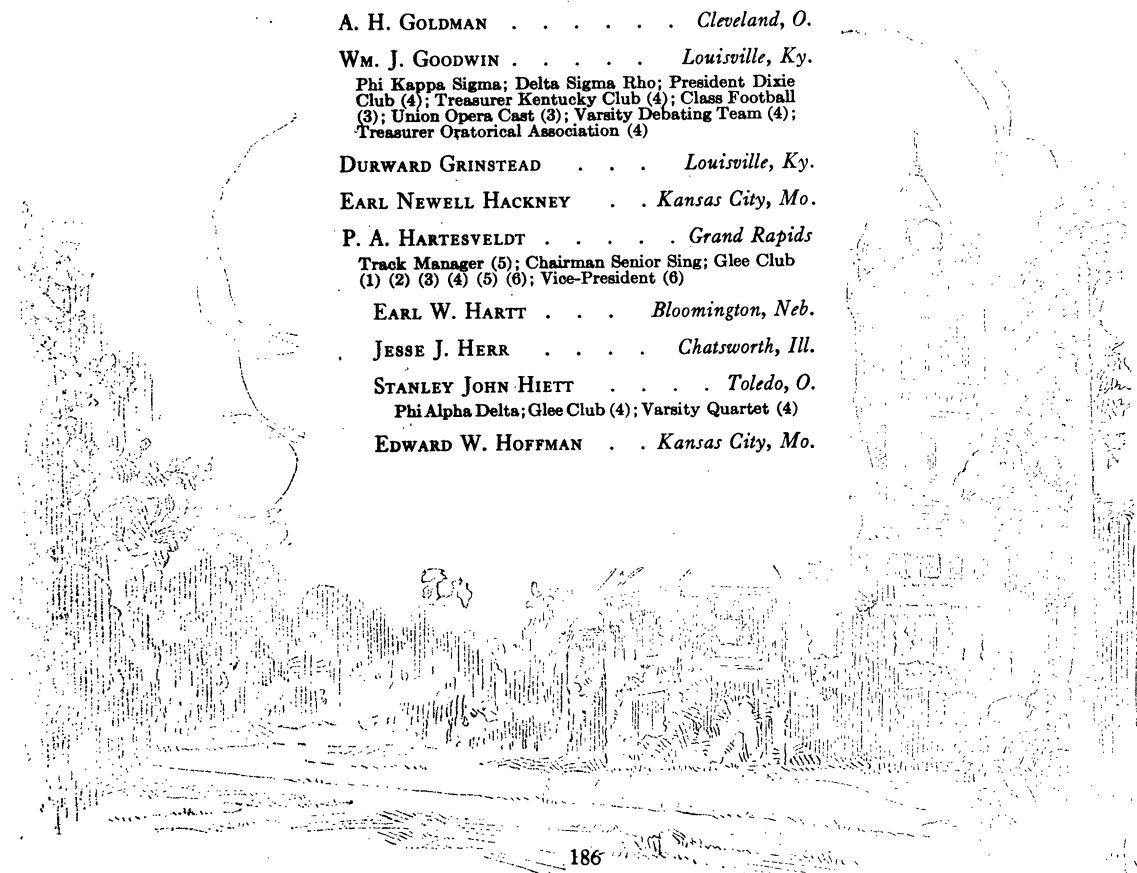 A. H. GOLDMAN . . . . . . Cleveland, O.
WM. J. GOODWIN . . . . . Louisville, Ky.
Phi Kappa Sigma; Delta Sigma Rho; President Dixie
Club (4); Treasurer Kentucky Club (4); Class Football
(3); Union Opera Cast (3); Varsity Debating Team (4);
Treasurer Oratorical Association (4)
DURWARD GRINSTEAD . . . Louisville, Ky.
EARL NEWELL HACKNEY . . Kansas City, Mo.
P. A. HARTESVELDT . . . . . Grand Rapids
Track Manager (5); Chairman Senior Sing; Glee Club
(1) (2) (3) (4) (5) (6); Vice-President (6)
EARL W. HARTT . . . Bloomington, Neb.
JESSE J. HERR . . . . Chatsworth, Ill.
STANLEY JOHN HIETT . . . . Toledo, O.
Phi Alpha Delta; Glee Club (4); Varsity Quartet (4)
EDWARD W. HOFFMAN . . Kansas City, Mo.
186